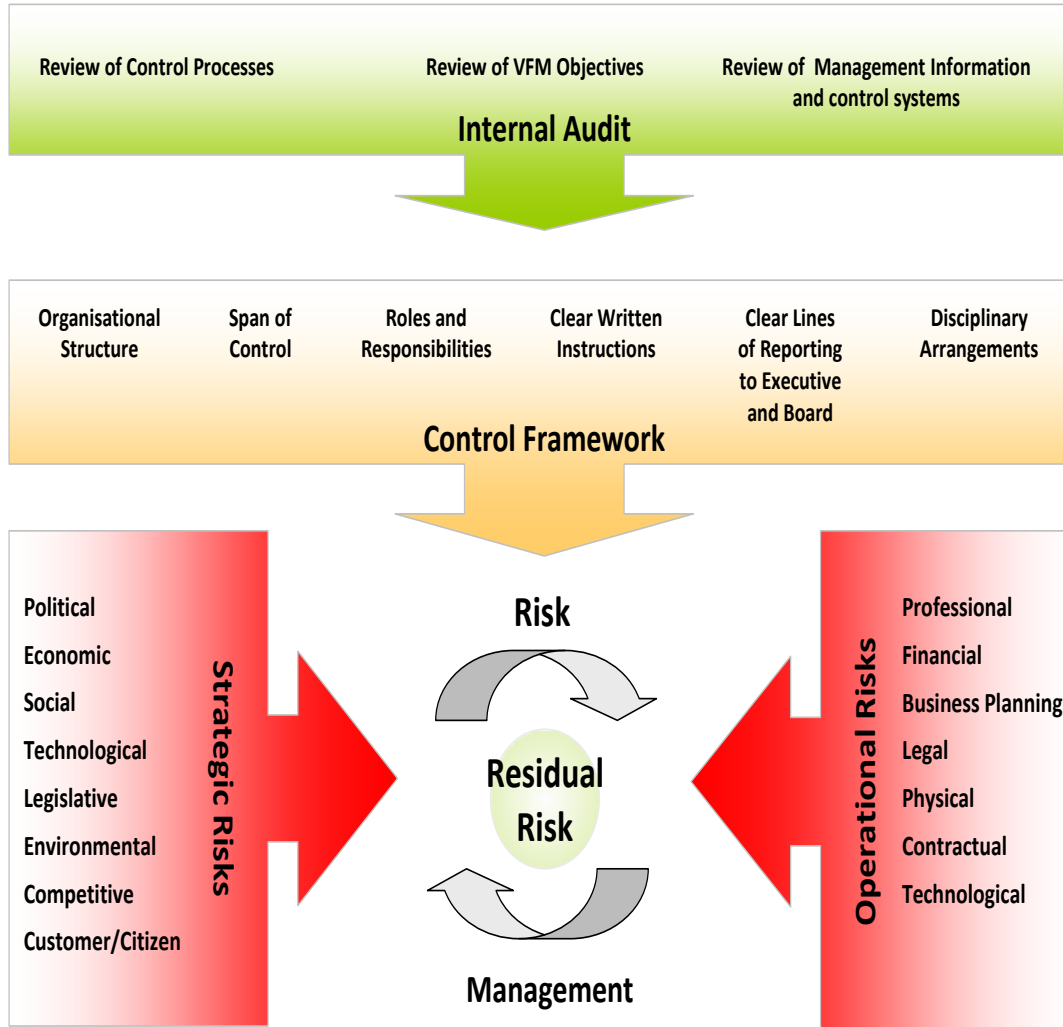 Review of Control Processes
Review of VFM Objectives
Review of Management Information
and control systems
Internal Audit
Organisational
Structure
Span of
Control
Roles and
Responsibilities
Clear Written
Instructions
Clear Lines
of Reporting
to Executive
and Board
Disciplinary
Arrangements
Control Framework
Political
Economic
Social
Technological
Legislative
Environmental
Competitive
Customer/Citizen
Strategic Risks
Risk
Residual
Risk
Management
Operational Risks
Professional
Financial
Business Planning
Legal
Physical
Contractual
Technological